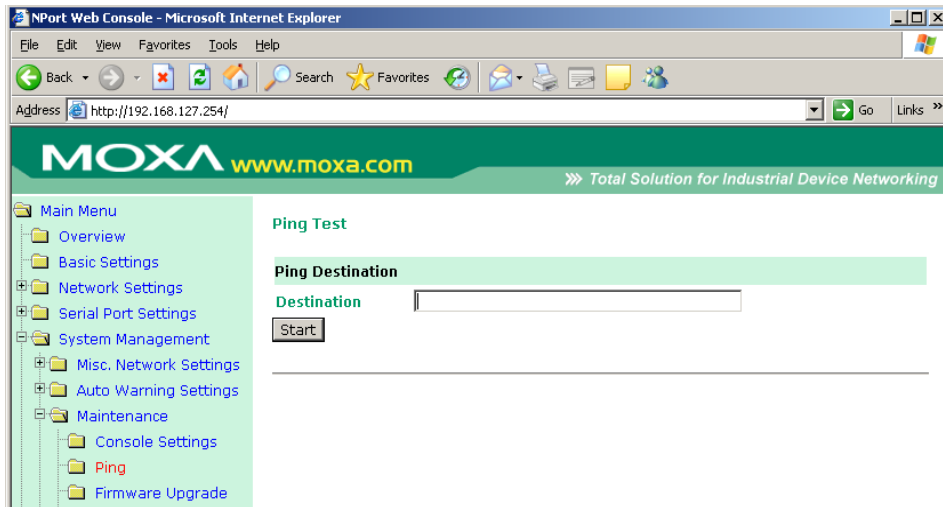 NPort Web Console - Microsoft Internet Explorer
File Edit View Favorites Tools Help
Back Search Favorites
Address http://192.168.127.254/ Go Links »
MOXA www.moxa.com
Total Solution for Industrial Device Networking
Main Menu
Overview
Basic Settings
Network Settings
Serial Port Settings
System Management
Misc. Network Settings
Auto Warning Settings
Maintenance
Console Settings
Ping
Firmware Upgrade
Ping Test
Ping Destination
Destination
Start